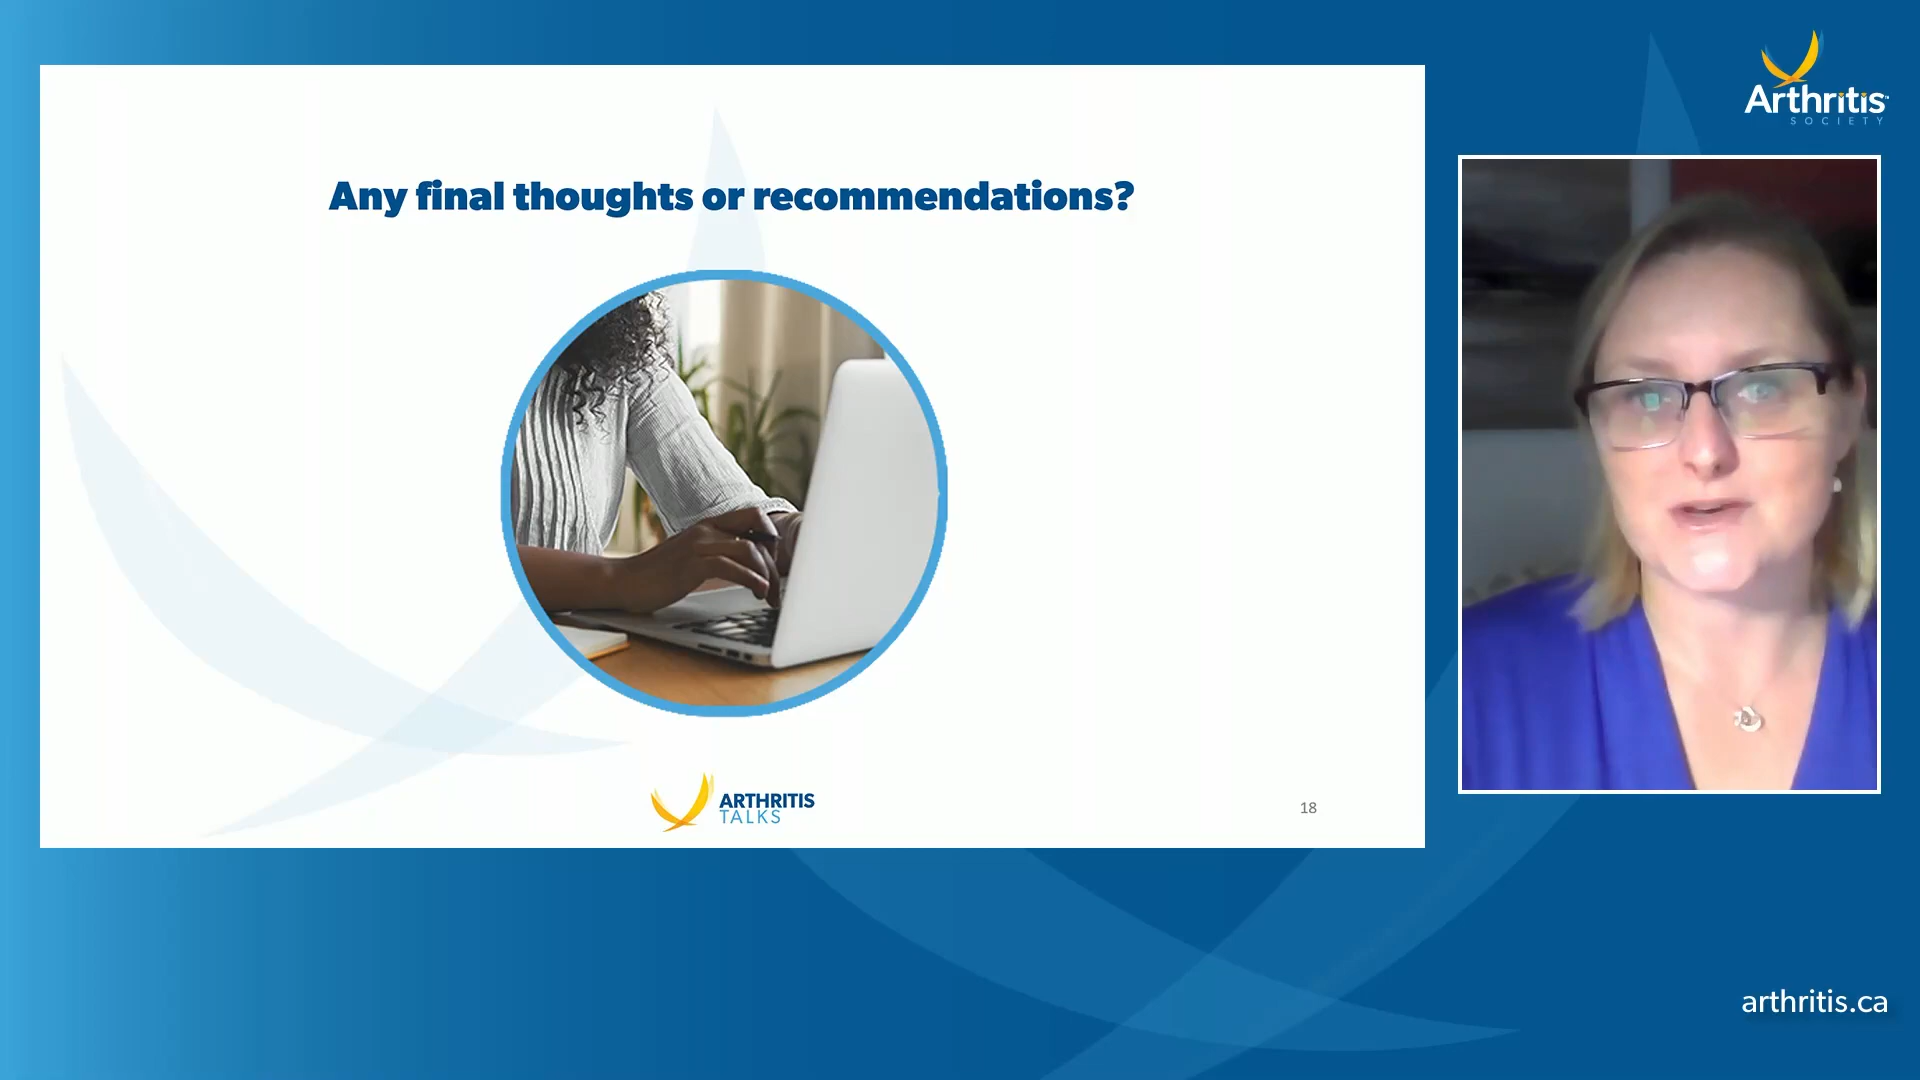 Any final thoughts or recommendations?
ARTHRITIS
TALKS
18
Arthritis
SOCIETY
arthritis.ca